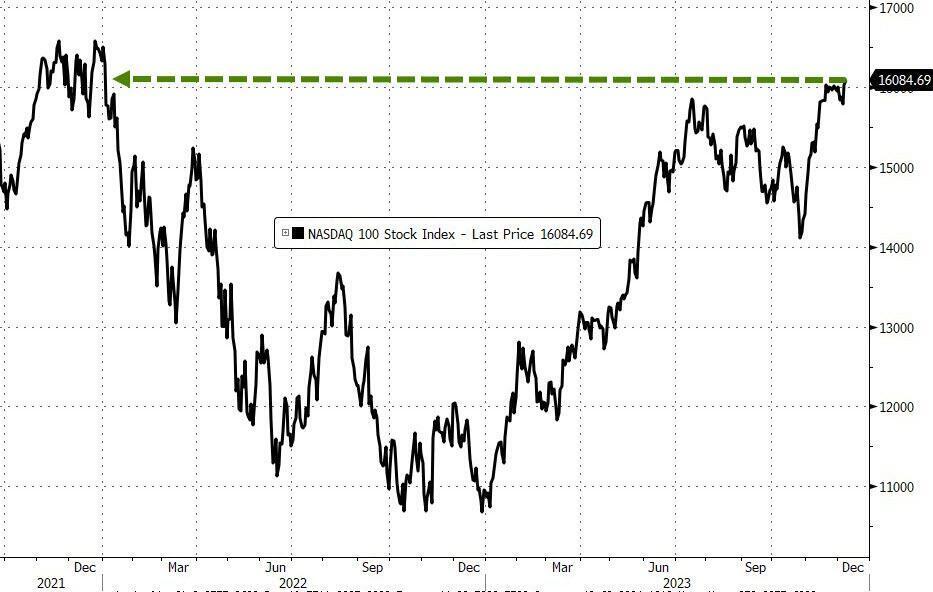 17000
16084.69
16000
15000
NASDAQ 100 Stock Index - Last Price 16084.69
14000
13000
12000
11000
Dec Mar Jun Sep Dec Mar Jun Sep Dec
2021 2022 2023